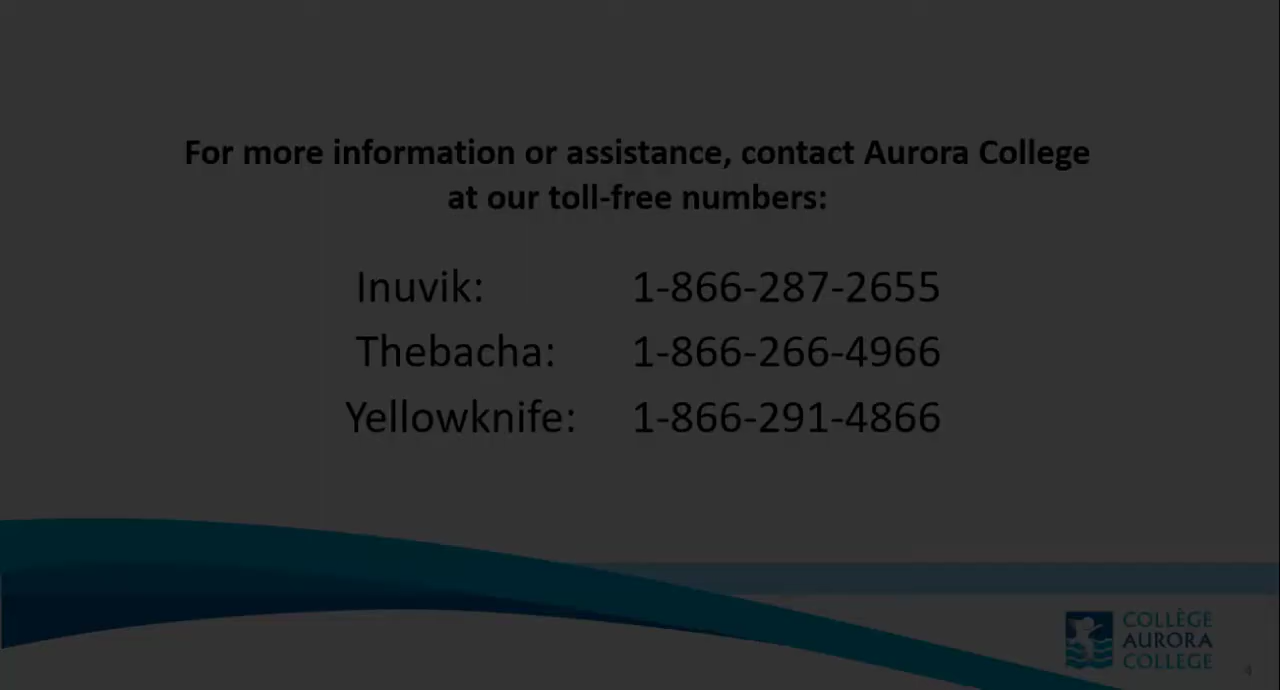 For more information or assistance, contact Aurora College
at our toll-free numbers:
Inuvik: 1-866-287-2655
Thebacha: 1-866-266-4966
Yellowknife: 1-866-291-4866
COLLÈGE
AURORA
COLLEGE
4